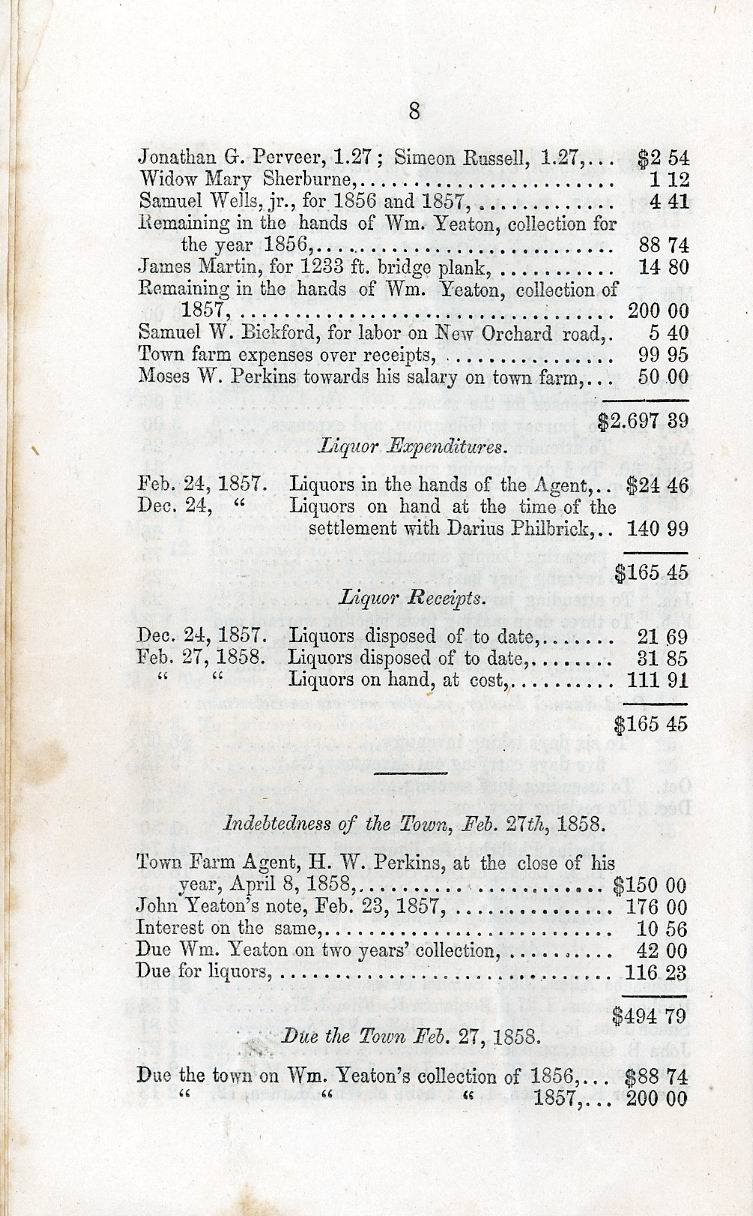 8
Jonathan G. Perveer, 1.27; Simeon Russell, 1.27,... $2 54
Widow Mary Sherburne,........................ 1 12
Samuel Wells, jr., for 1856 and 1857, ............. 4 41
Remaining in the hands of Wm. Yeaton, collection for
the year 1856,............................ 88 74
James Martin, for 1233 ft. bridge plank, ........... 14 80
Remaining in the hands of Wm. Yeaton, collection of
1857, ................................... 200 00
Samuel W. Bickford, for labor on New Orchard road,. 5 40
Town farm expenses over receipts, ................ 99 95
Moses W. Perkins towards his salary on town farm,... 50 00
$2.697 39
Liquor Expenditures.
Feb. 24, 1857. Liquors in the hands of the Agent,.. $24 46
Dec. 24, “ Liquors on hand at the time of the
settlement with Darius Philbrick,.. 140 99
$165 45
Liquor Receipts.
Dec. 24, 1857. Liquors disposed of to date,....... 21 69
Feb. 27, 1858. Liquors disposed of to date,........ 31 85
“ “ Liquors on hand, at cost,.......... 111 91
$165 45
Indebtedness of the Town, Feb. 27th, 1858.
Town Farm Agent, H. W. Perkins, at the close of his
year, April 8, 1858,....................... $150 00
John Yeaton's note, Feb. 23, 1857, ............... 176 00
Interest on the same,........................... 10 56
Due Wm. Yeaton on two years' collection, .......... 42 00
Due for liquors, ................................ 116 23
$494 79
Due the Town Feb. 27, 1858.
Due the town on Wm. Yeaton's collection of 1856,... $88 74
“ “ “ 1857,... 200 00